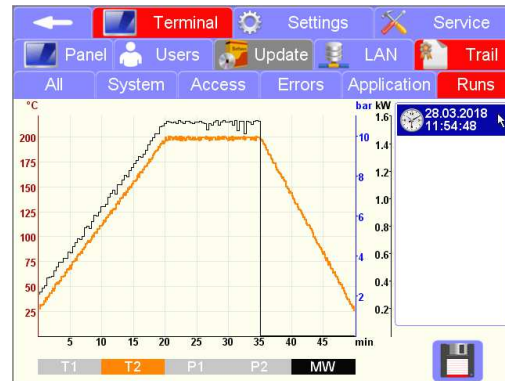 Terminal Settings Service
Panel Users Update LAN Trail
All System Access Errors Application Runs
°C bar kW
28.03.2018
11:54:48
200 10 1.6
175 8 1.4
150 6 1.2
125 4 1.0
100 2 0.8
75 0.6
50 0.4
25 0.2
5 10 15 20 25 30 35 40 45 min
T1 T2 P1 P2 MW